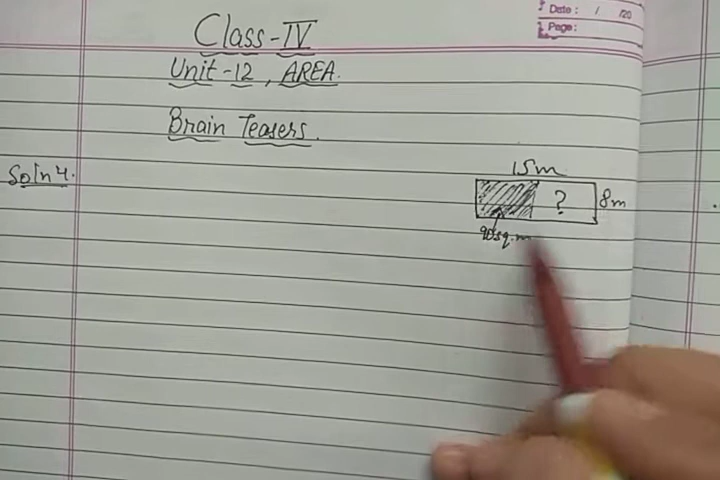 Date : / /20
Page:
Class-IV
Unit-12, AREA.
Brain Teasers.
Soln 4.
15m
? 8m
90sq.m